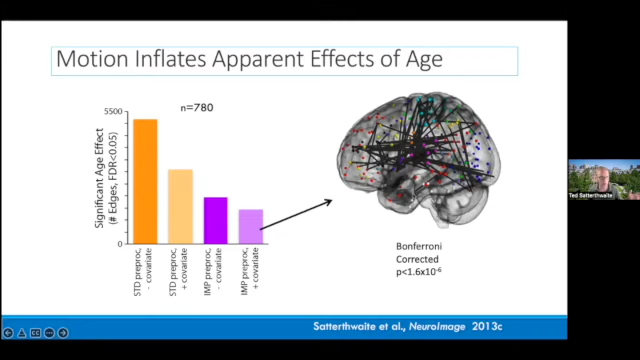 Motion Inflates Apparent Effects of Age
5500
n=780
Significant Age Effect
(# Edges, FDR<0.05)
0
STD preproc,
- covariate
STD preproc,
+ covariate
IMP preproc,
- covariate
IMP preproc,
+ covariate
Bonferroni
Corrected
p<1.6x10⁻⁶
Ted Satterthwaite
Satterthwaite et al., NeuroImage 2013c